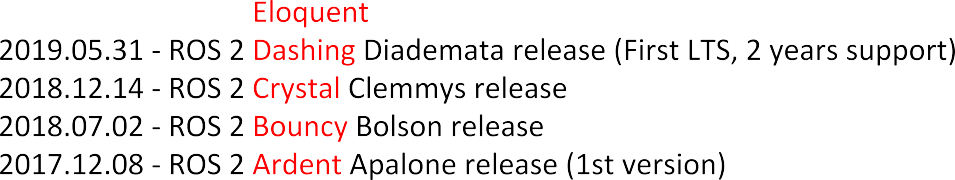 Eloquent
2019.05.31 - ROS 2 Dashing Diademata release (First LTS, 2 years support)
2018.12.14 - ROS 2 Crystal Clemmys release
2018.07.02 - ROS 2 Bouncy Bolson release
2017.12.08 - ROS 2 Ardent Apalone release (1st version)